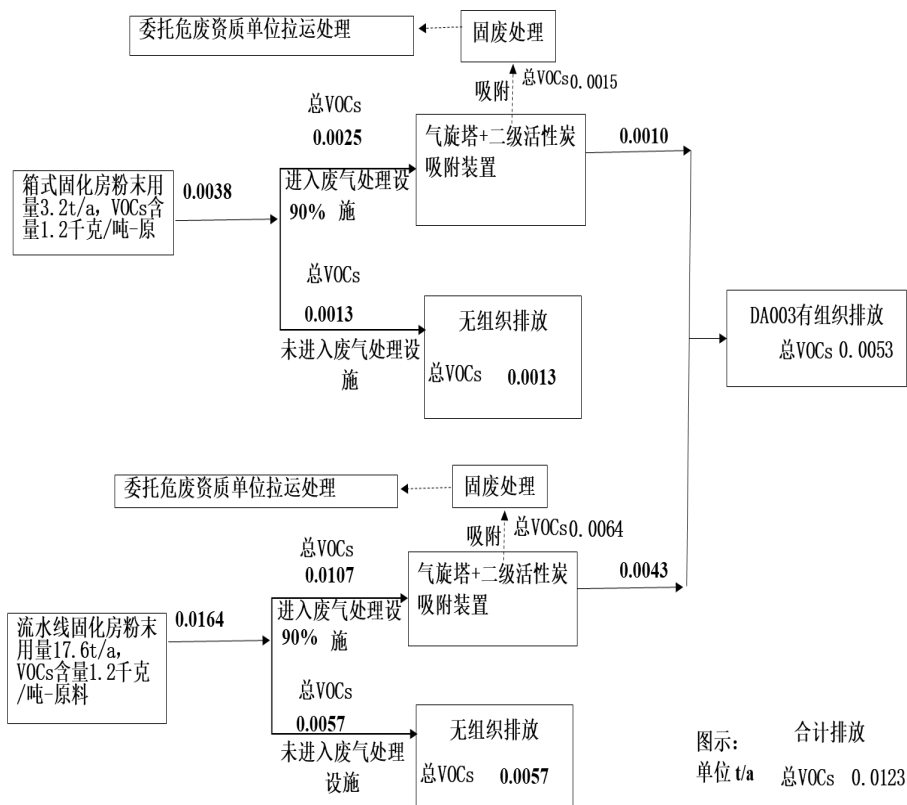 委托危废资质单位拉运处理
固废处理
吸附
总VOCs0.0015
总VOCs
0.0025
气旋塔+二级活性炭
吸附装置
0.0010
箱式固化房粉末用
量3.2t/a，VOCs含
量1.2千克/吨-原
0.0038
进入废气处理设
90% 施
总VOCs
0.0013
未进入废气处理设
施
无组织排放
总VOCs 0.0013
DA003有组织排放
总VOCs 0.0053
委托危废资质单位拉运处理
固废处理
吸附
总VOCs0.0064
总VOCs
0.0107
气旋塔+二级活性炭
吸附装置
0.0043
流水线固化房粉末
用量17.6t/a，
VOCs含量1.2千克
/吨-原料
0.0164
进入废气处理设
90% 施
总VOCs
0.0057
未进入废气处理
设施
无组织排放
总VOCs 0.0057
图示：
单位 t/a
合计排放
总VOCs 0.0123